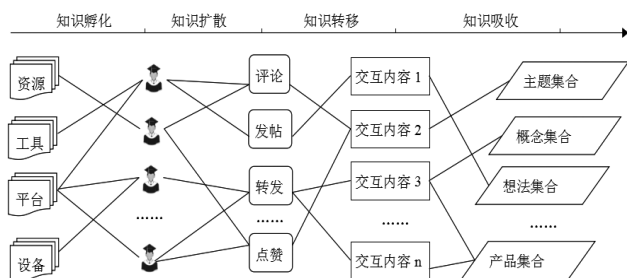 知识孵化 知识扩散 知识转移 知识吸收
资源 评论 交互内容 1 主题集合
工具 发帖 交互内容 2 概念集合
平台 转发 交互内容 3 想法集合
...... ...... ...... ......
设备 点赞 交互内容 n 产品集合